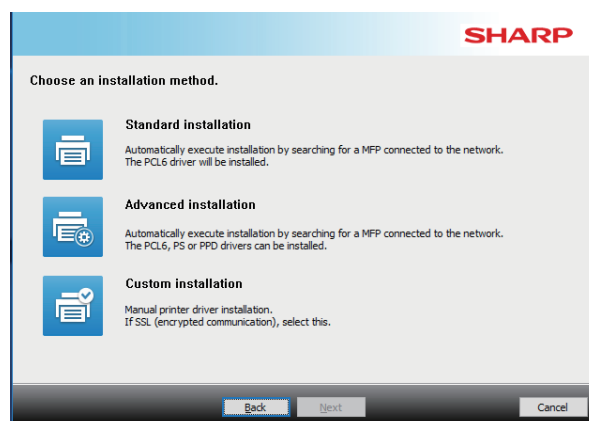 SHARP
Choose an installation method.
Standard installation
Automatically execute installation by searching for a MFP connected to the network.
The PCL6 driver will be installed.
Advanced installation
Automatically execute installation by searching for a MFP connected to the network.
The PCL6, PS or PPD drivers can be installed.
Custom installation
Manual printer driver installation.
If SSL (encrypted communication), select this.
Back Next Cancel